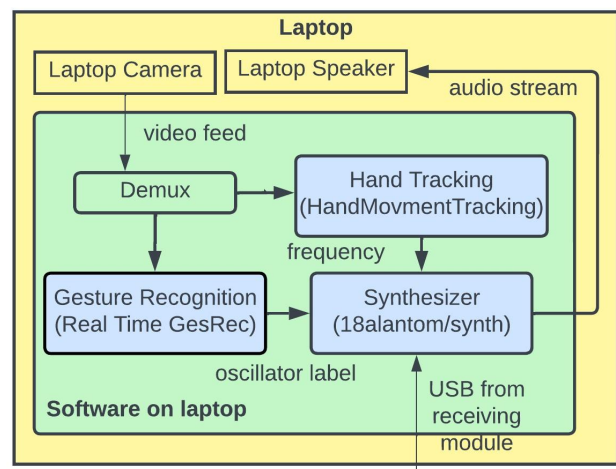 Laptop
Laptop Camera
Laptop Speaker
audio stream
video feed
Demux
Hand Tracking
(HandMovmentTracking)
frequency
Gesture Recognition
(Real Time GesRec)
Synthesizer
(18alantom/synth)
oscillator label
Software on laptop
USB from
receiving
module